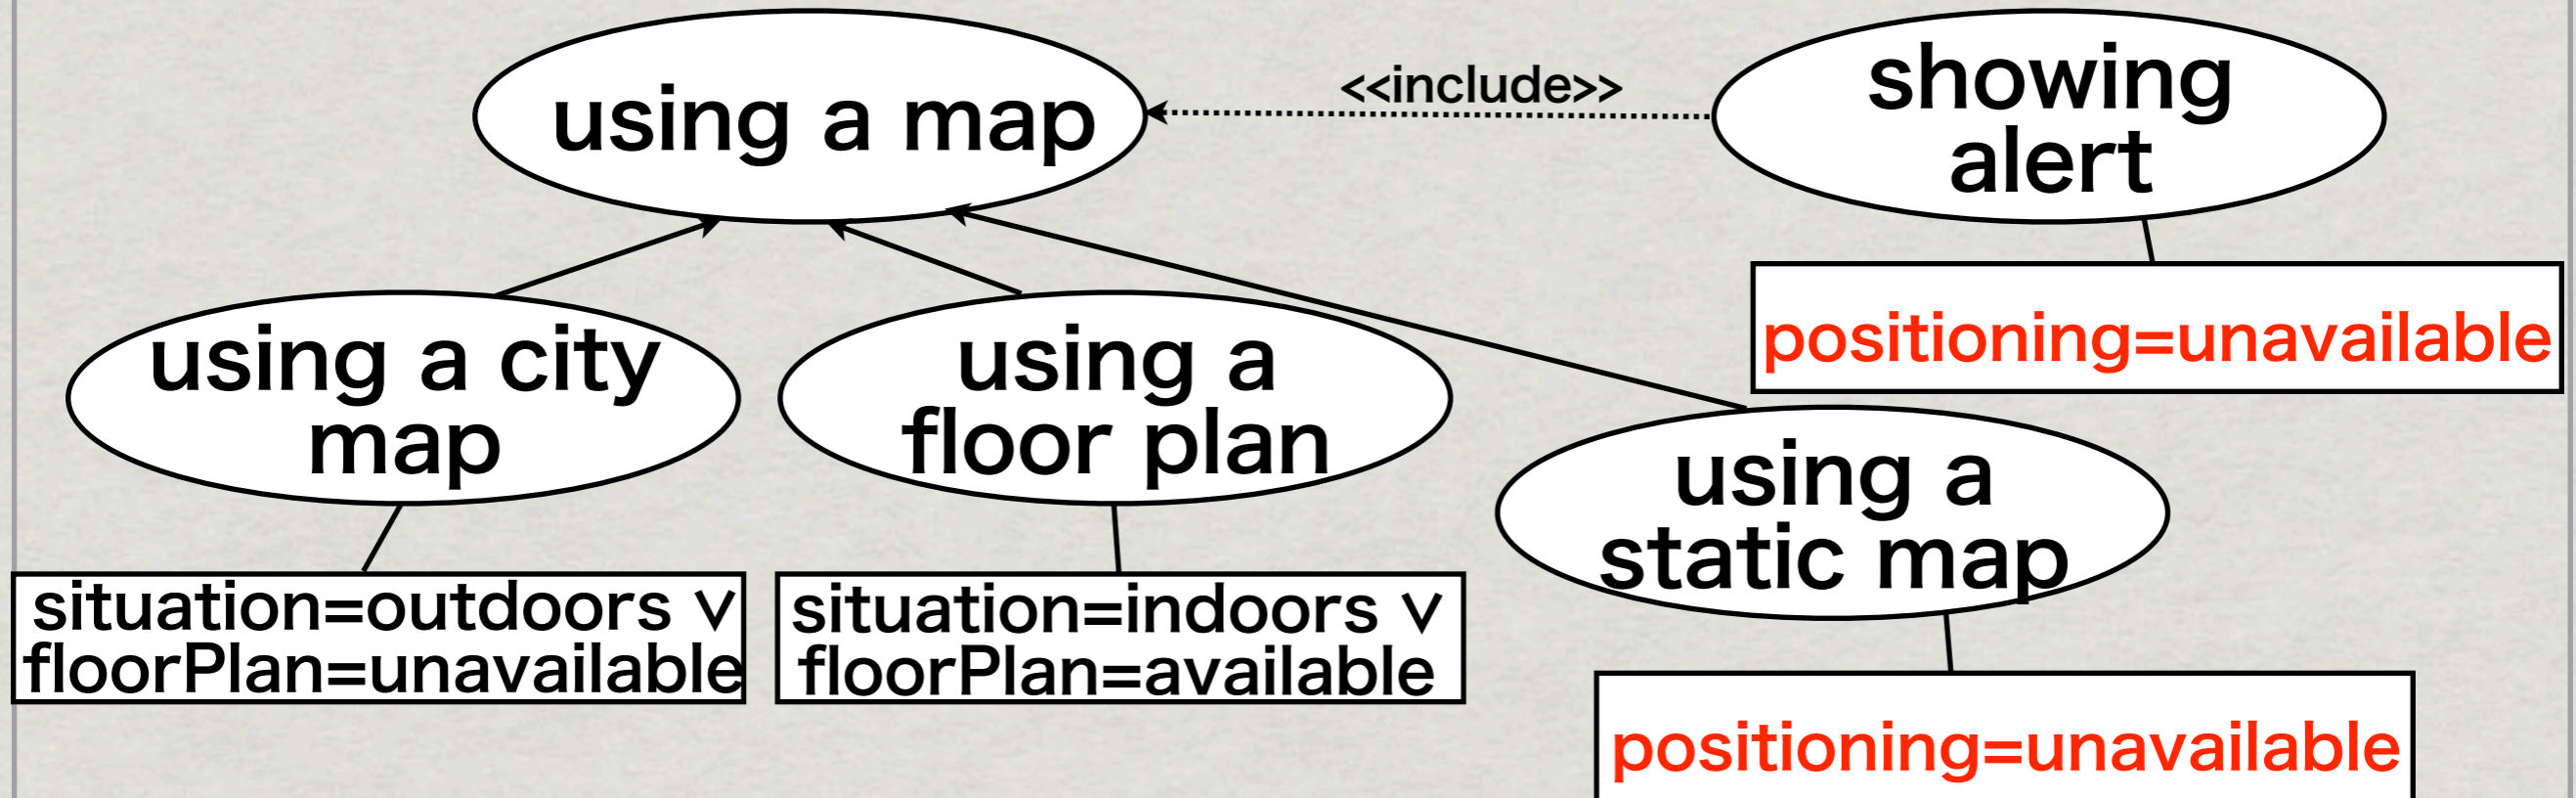 using a map
<<include>>
showing
alert
positioning=unavailable
using a city
map
using a
floor plan
using a
static map
situation=outdoors ∨
floorPlan=unavailable
situation=indoors ∨
floorPlan=available
positioning=unavailable